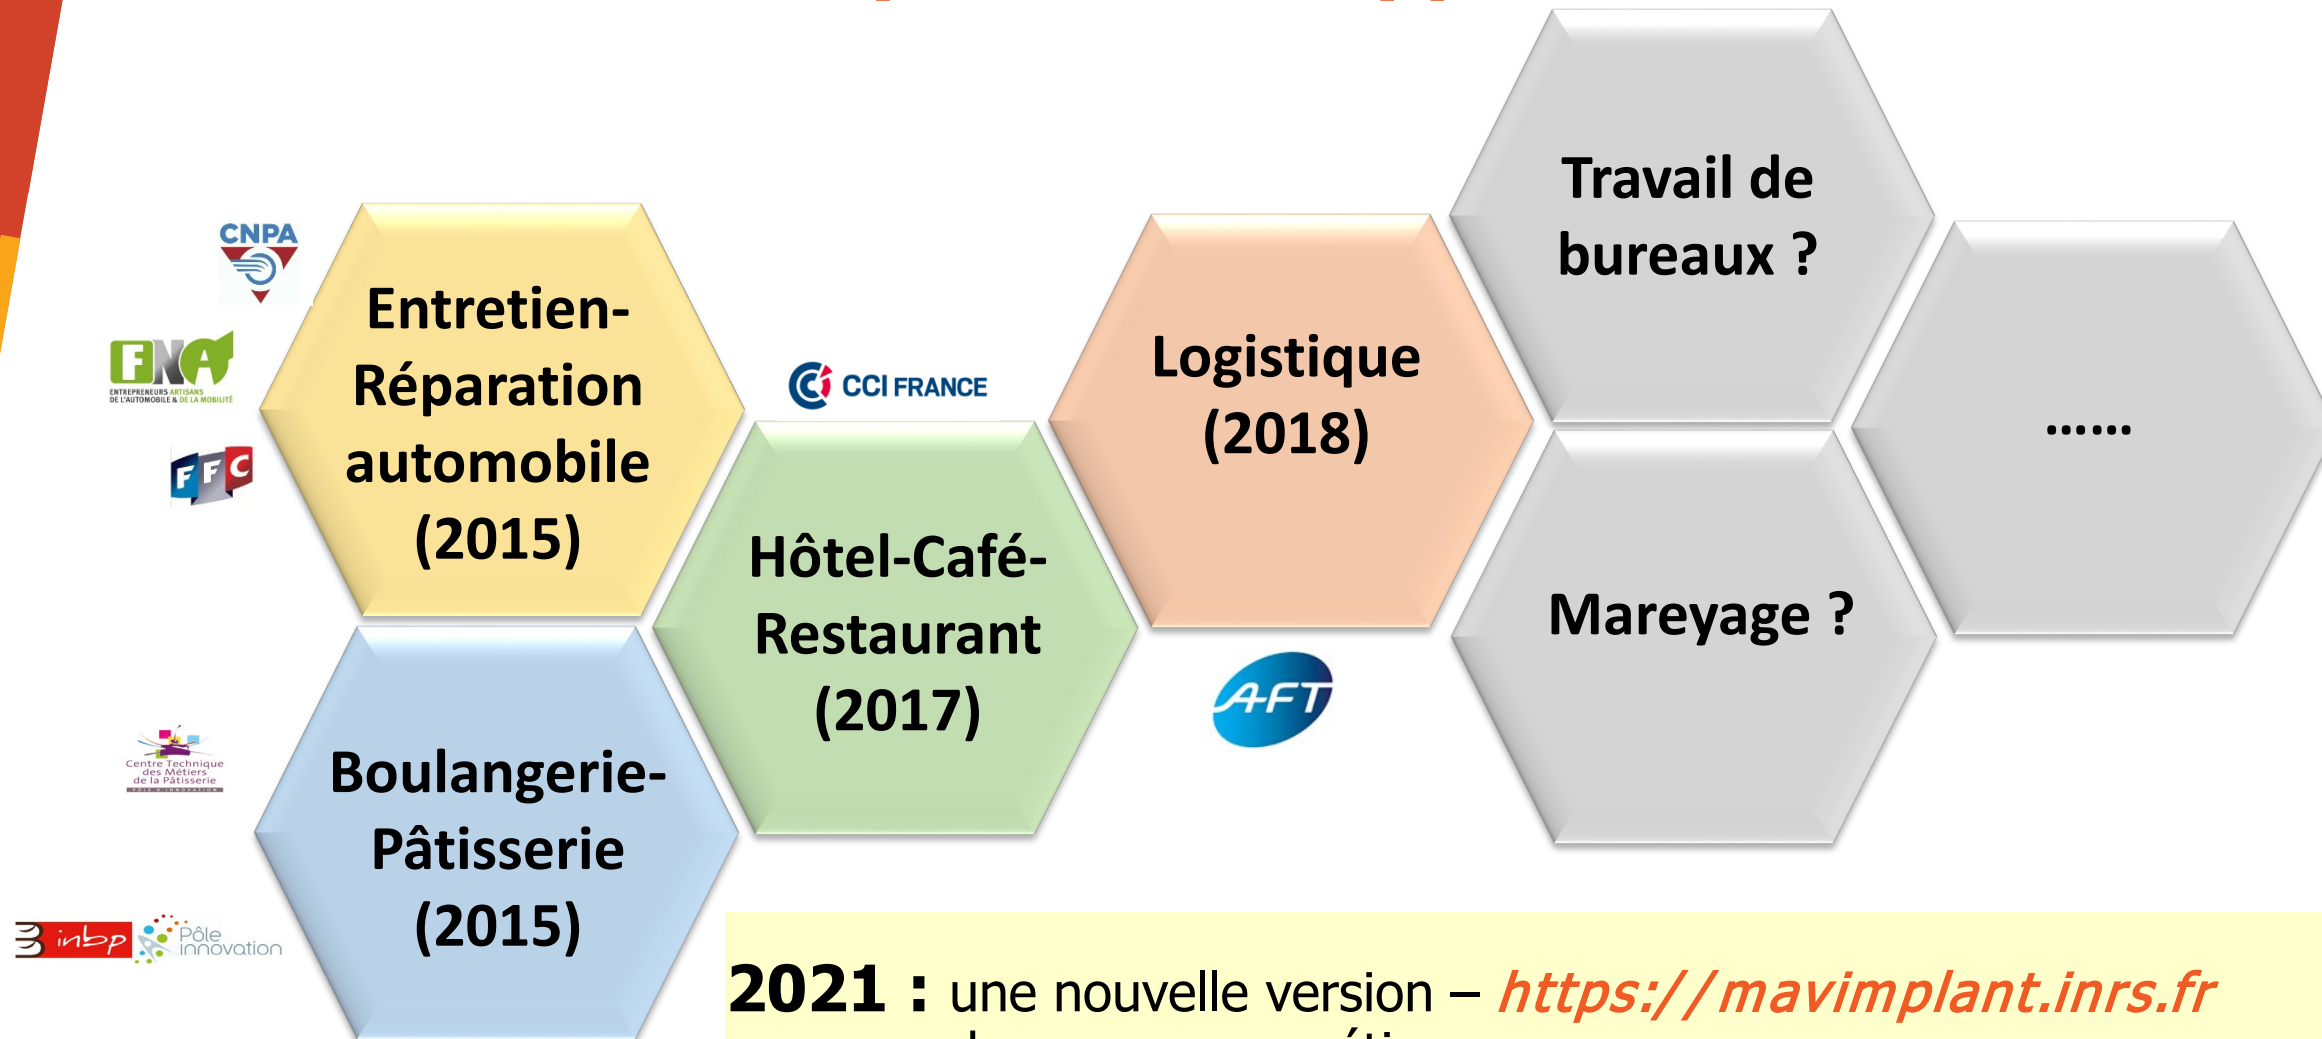 CNPA
FNA
ENTREPRENEURS ARTISANS
DE L'AUTOMOBILE & DE LA MOBILITÉ
FFC
Entretien-
Réparation
automobile
(2015)
Centre Technique
des Métiers
de la Pâtisserie
PÔLE D'INNOVATION
inbp
Pôle
innovation
Boulangerie-
Pâtisserie
(2015)
CCI FRANCE
Hôtel-Café-
Restaurant
(2017)
Logistique
(2018)
AFT
Travail de
bureaux ?
Mareyage ?
......
2021 : une nouvelle version – https://mavimplant.inrs.fr